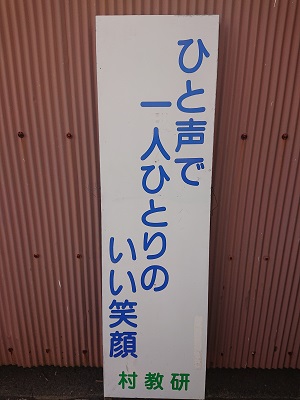 ひと声で
一人ひとりの
いい笑顔
村教研